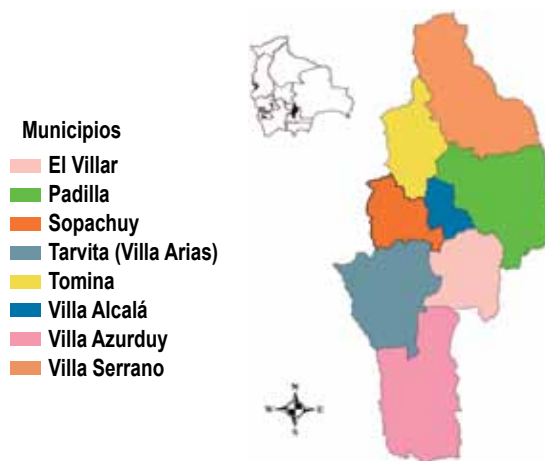 Municipios
El Villar
Padilla
Sopachuy
Tarvita (Villa Arias)
Tomina
Villa Alcalá
Villa Azurduy
Villa Serrano
N
W E
S